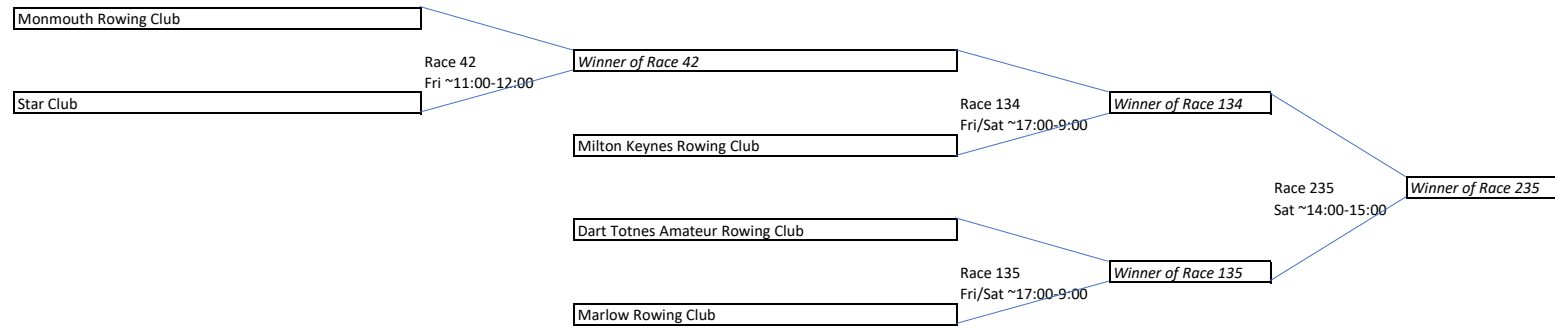 Monmouth Rowing Club
Race 42
Fri ~11:00-12:00
Winner of Race 42
Star Club
Race 134
Fri/Sat ~17:00-9:00
Winner of Race 134
Milton Keynes Rowing Club
Race 235
Sat ~14:00-15:00
Winner of Race 235
Dart Totnes Amateur Rowing Club
Race 135
Fri/Sat ~17:00-9:00
Winner of Race 135
Marlow Rowing Club